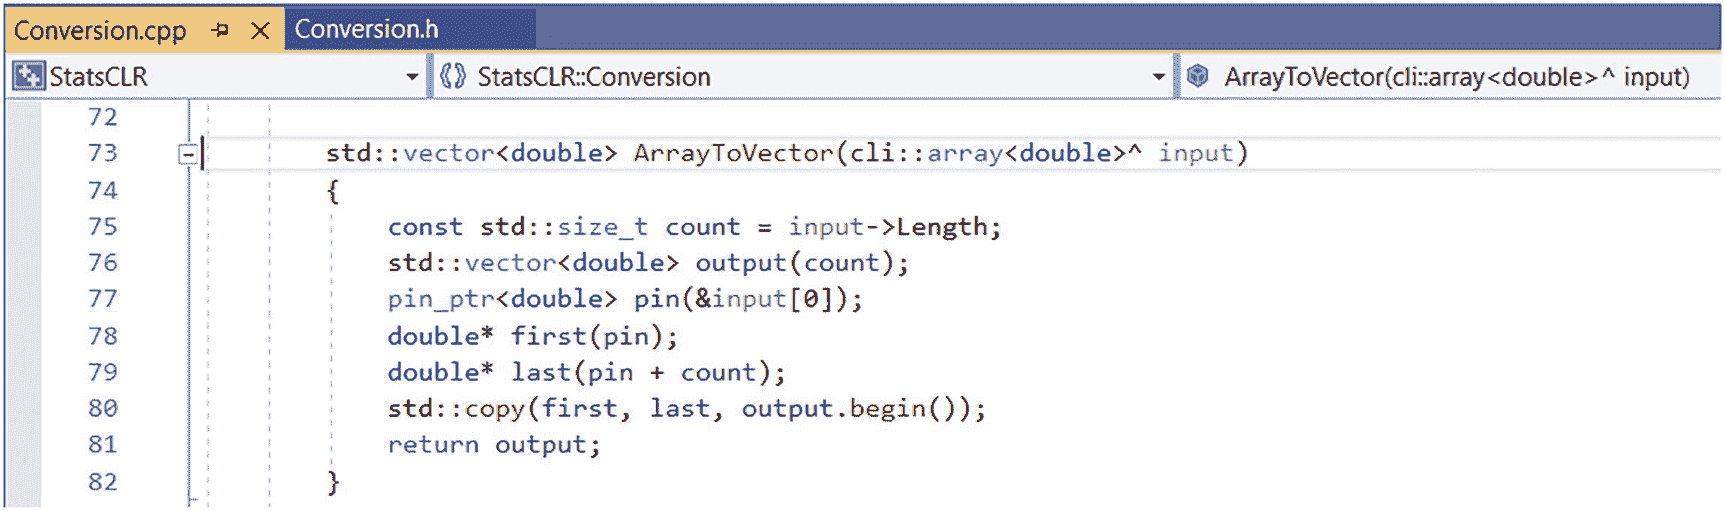 Conversion.cpp Conversion.h
StatsCLR StatsCLR::Conversion ArrayToVector(cli::array<double>^ input)
72
73 std::vector<double> ArrayToVector(cli::array<double>^ input)
74 {
75 const std::size_t count = input->Length;
76 std::vector<double> output(count);
77 pin_ptr<double> pin(&input[0]);
78 double* first(pin);
79 double* last(pin + count);
80 std::copy(first, last, output.begin());
81 return output;
82 }